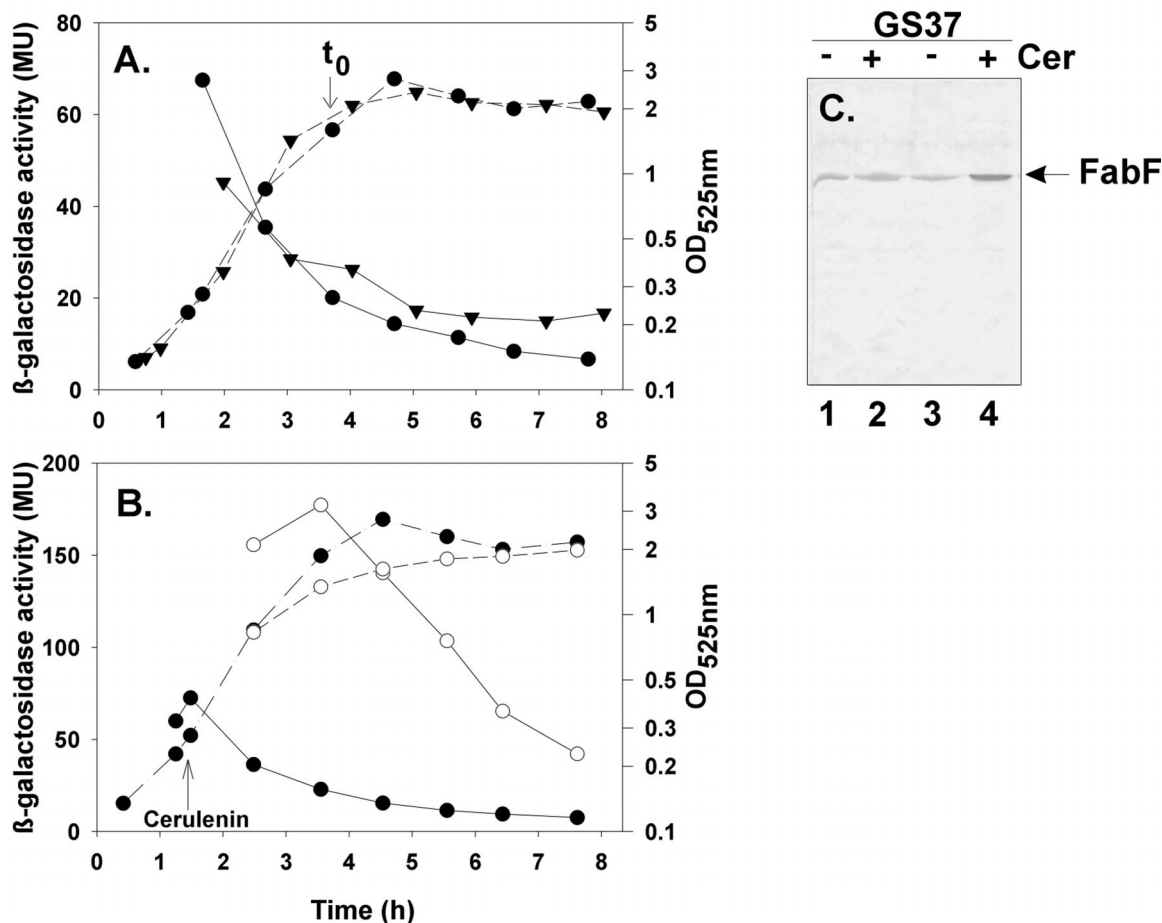 A.
t0
ß-galactosidase activity (MU)
80
60
40
20
0
5
3
2
1
0.5
0.3
0.2
0.1
OD525nm
0 1 2 3 4 5 6 7 8
GS37
- + - + Cer
C.
FabF
1 2 3 4
B.
ß-galactosidase activity (MU)
200
150
100
50
0
5
3
2
1
0.5
0.3
0.2
0.1
OD525nm
Cerulenin
0 1 2 3 4 5 6 7 8
Time (h)